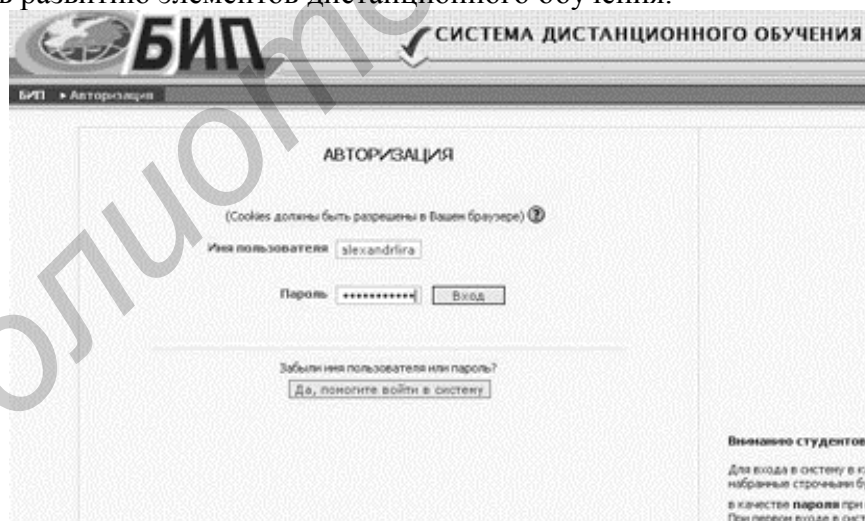 в развитию элементов дистанционного обучения.
БИП
СИСТЕМА ДИСТАНЦИОННОГО ОБУЧЕНИЯ
БИП ▸ Авторизация
АВТОРИЗАЦИЯ
(Cookies должны быть разрешены в Вашем браузере) ?
Имя пользователя alexandrlira
Пароль ••••••••••• Вход
Забыли имя пользователя или пароль?
Да, помогите войти в систему
Вниманию студентов
Для входа в систему в
набранные строчными
в качестве пароля при
При первом входе в